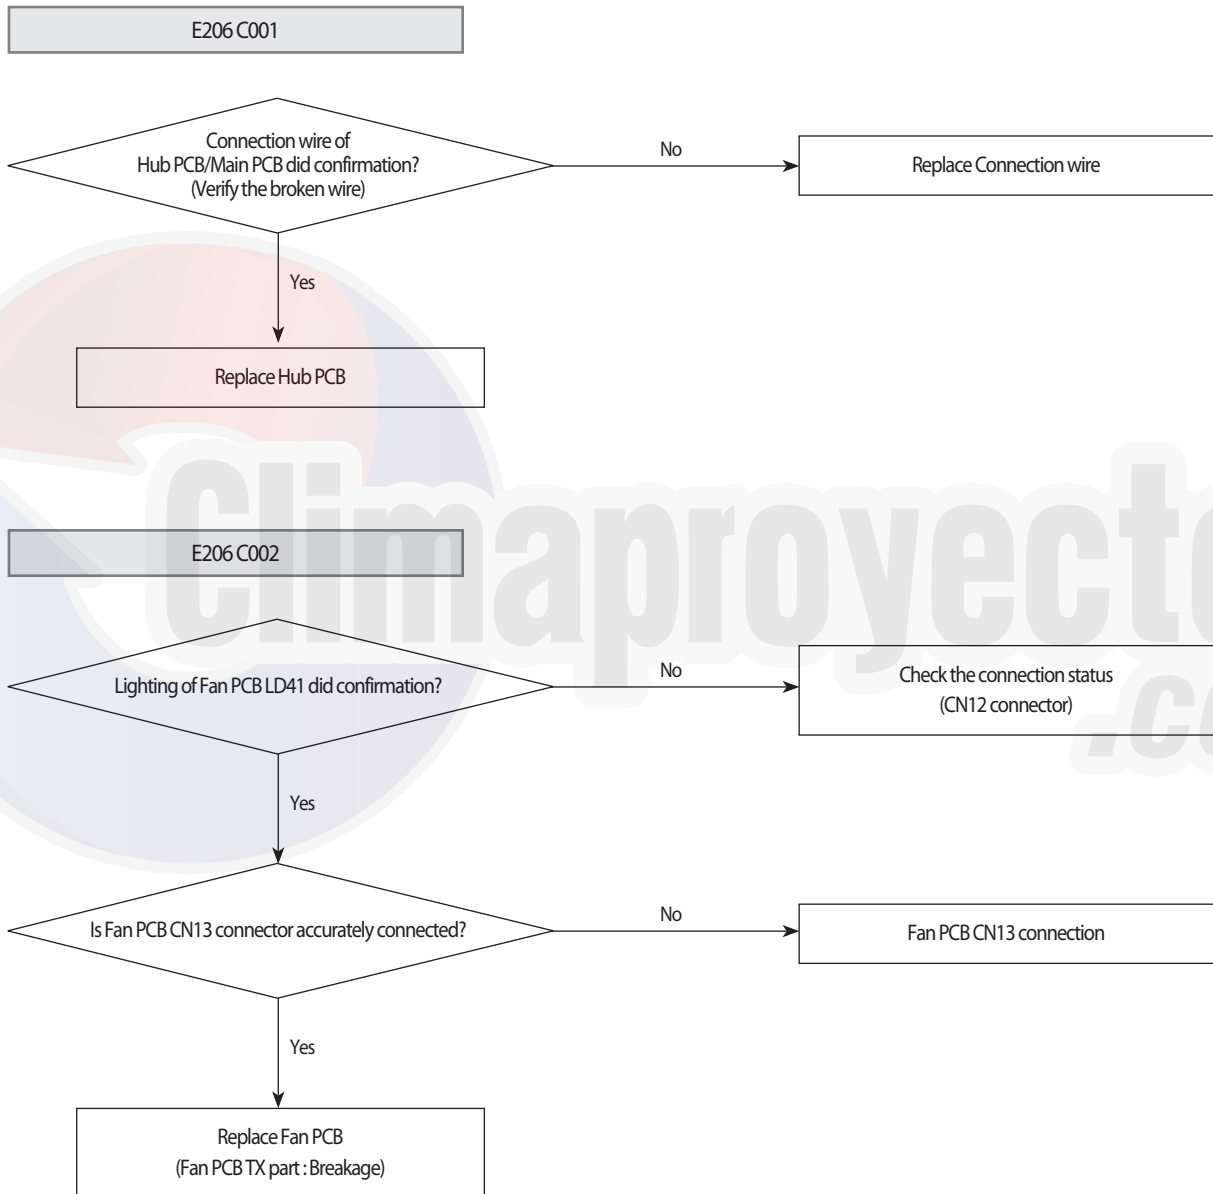 E206 C001
Connection wire of
Hub PCB/Main PCB did confirmation?
(Verify the broken wire)
No
Replace Connection wire
Yes
Replace Hub PCB
Climaproyecto
.co
E206 C002
Lighting of Fan PCB LD41 did confirmation?
No
Check the connection status
(CN12 connector)
Yes
Is Fan PCB CN13 connector accurately connected?
No
Fan PCB CN13 connection
Yes
Replace Fan PCB
(Fan PCB TX part : Breakage)